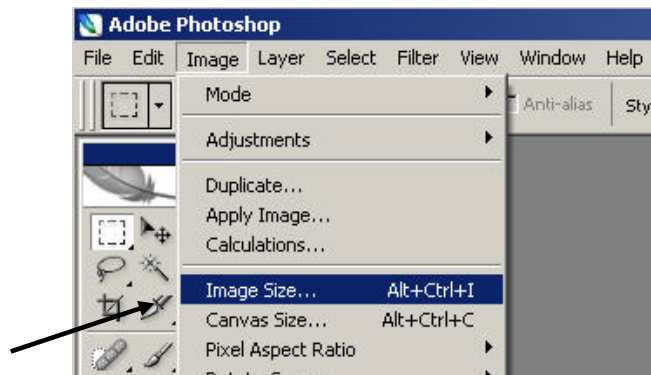 Adobe Photoshop
File Edit Image Layer Select Filter View Window Help
Mode
Anti-alias
Adjustments
Duplicate...
Apply Image...
Calculations...
Image Size... Alt+Ctrl+I
Canvas Size... Alt+Ctrl+C
Pixel Aspect Ratio